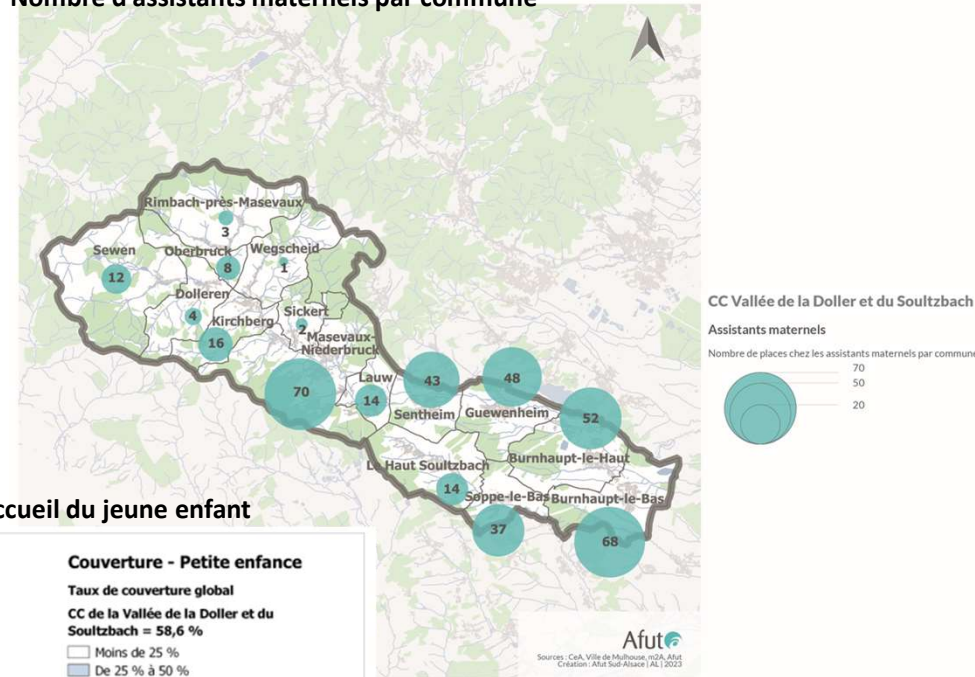 Nombre d'assistants maternels par commune
Rimbach-près-Masevaux
3
Sewen
12
Oberbruck
8
Wegscheid
1
Dolleren
4
Kirchberg
16
Sickert
2
Masevaux-
Niederbruck
70
Lauw
14
43
Sentheim
48
Guewenheim
52
Burnhaupt-le-Haut
Le Haut Soultzbach
14
Soppe-le-Bas
37
Burnhaupt-le-Bas
68
CC Vallée de la Doller et du Soultzbach
Assistants maternels
Nombre de places chez les assistants maternels par commune
70
50
20
ccueil du jeune enfant
Couverture - Petite enfance
Taux de couverture global
CC de la Vallée de la Doller et du
Soultzbach = 58,6 %
Moins de 25 %
De 25 % à 50 %
Afut
Sources : CeA, Ville de Mulhouse, m2A, Afut
Création : Afut Sud-Alsace | AL | 2023